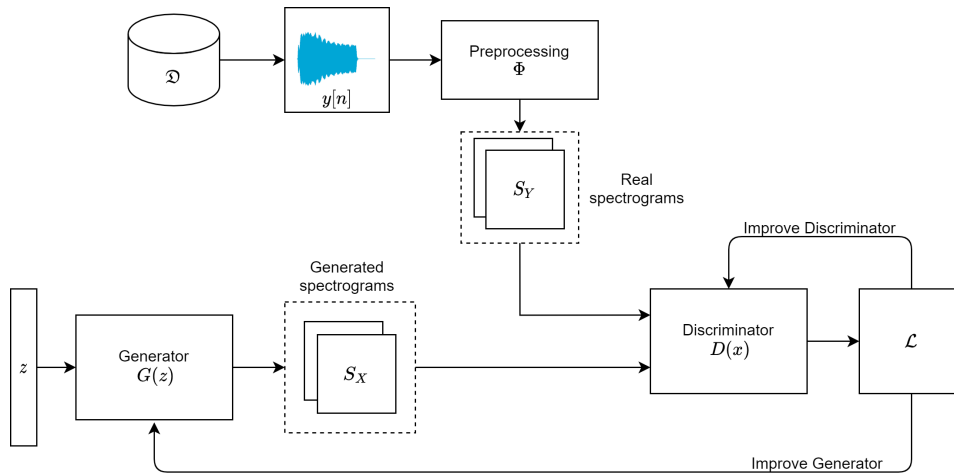 𝔇
y[n]
Preprocessing
Φ
S_Y
Real
spectrograms
Improve Discriminator
Generated
spectrograms
z
Generator
G(z)
S_X
Discriminator
D(x)
ℒ
Improve Generator